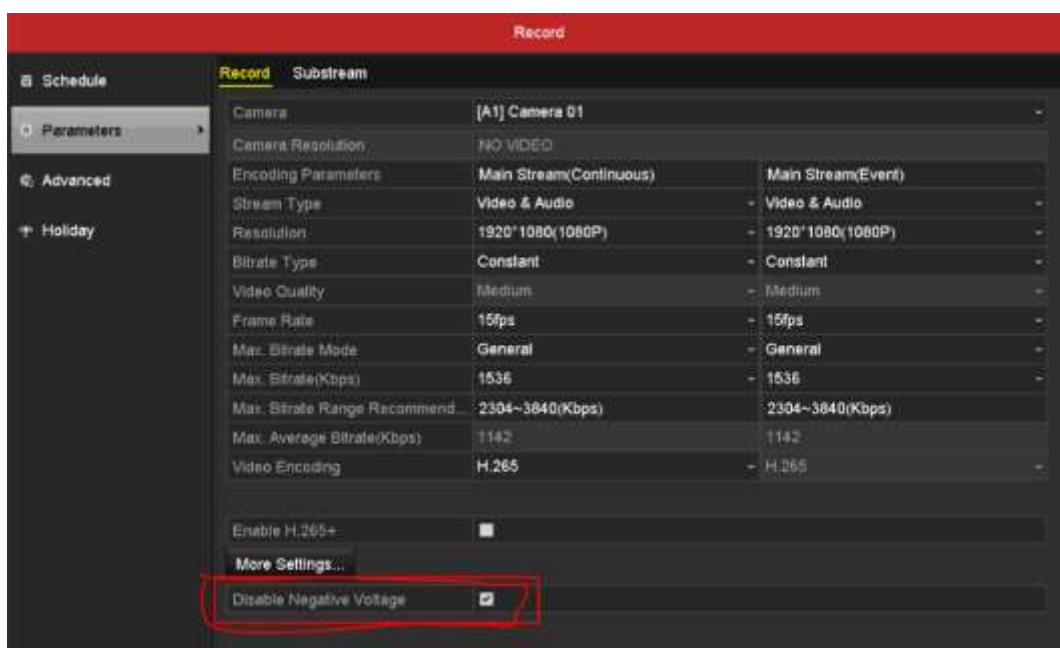 Record
Schedule
Parameters
Advanced
Holiday
Record Substream
Camera [A1] Camera 01
Camera Resolution NO VIDEO
Encoding Parameters Main Stream(Continuous) Main Stream(Event)
Stream Type Video & Audio Video & Audio
Resolution 1920*1080(1080P) 1920*1080(1080P)
Bitrate Type Constant Constant
Video Quality Medium Medium
Frame Rate 15fps 15fps
Max. Bitrate Mode General General
Max. Bitrate(Kbps) 1536 1536
Max. Bitrate Range Recommend... 2304~3840(Kbps) 2304~3840(Kbps)
Max. Average Bitrate(Kbps) 1142 1142
Video Encoding H.265 H.265
Enable H.265+
More Settings...
Disable Negative Voltage